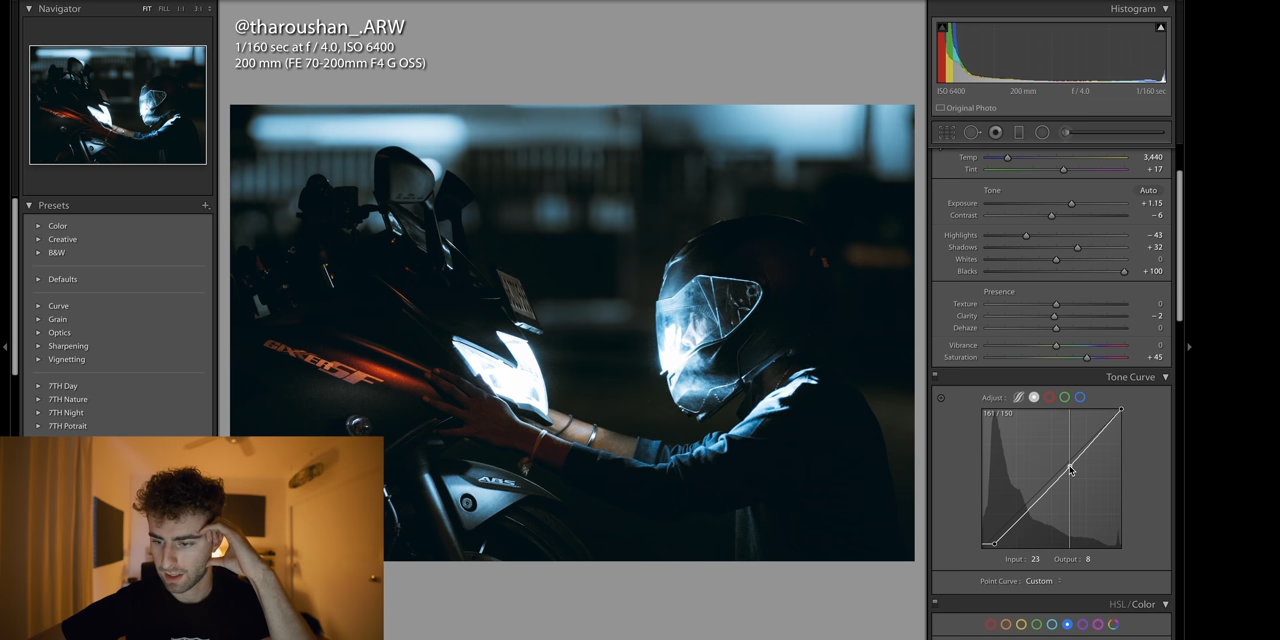 Navigator
FIT FILL 1:1 1:1
Presets
Color
Creative
B&W
Defaults
Curve
Grain
Optics
Sharpening
Vignetting
7TH Day
7TH Nature
7TH Night
7TH Potrait
@tharoushan_.ARW
1/160 sec at f / 4.0, ISO 6400
200 mm (FE 70-200mm F4 G OSS)
GIXXER SF
ABS
Histogram
ISO 6400 200 mm f / 4.0 1/160 sec
Original Photo
Temp 3,440
Tint + 17
Tone Auto
Exposure + 1.15
Contrast − 6
Highlights − 43
Shadows + 32
Whites 0
Blacks + 100
Presence
Texture 0
Clarity − 2
Dehaze 0
Vibrance 0
Saturation + 45
Tone Curve
Adjust :
161 / 150
Input : 23 Output : 8
Point Curve : Custom
HSL / Color